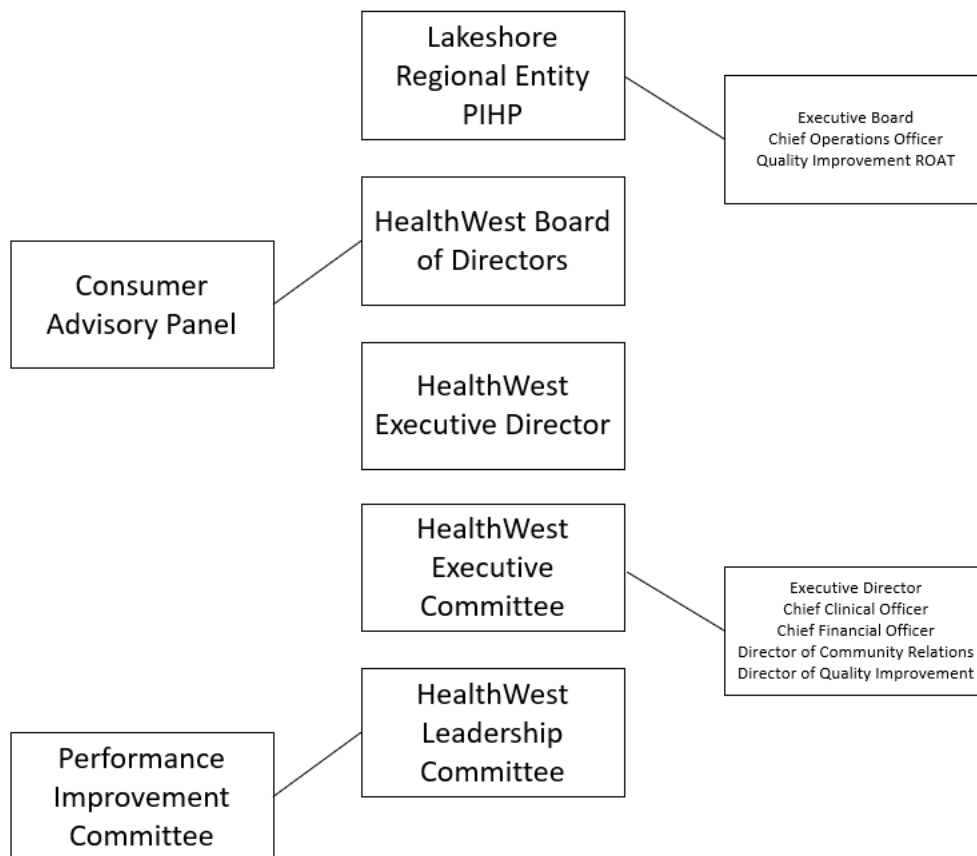 Lakeshore
Regional Entity
PIHP
Executive Board
Chief Operations Officer
Quality Improvement ROAT
HealthWest Board
of Directors
Consumer
Advisory Panel
HealthWest
Executive Director
HealthWest
Executive
Committee
Executive Director
Chief Clinical Officer
Chief Financial Officer
Director of Community Relations
Director of Quality Improvement
HealthWest
Leadership
Committee
Performance
Improvement
Committee